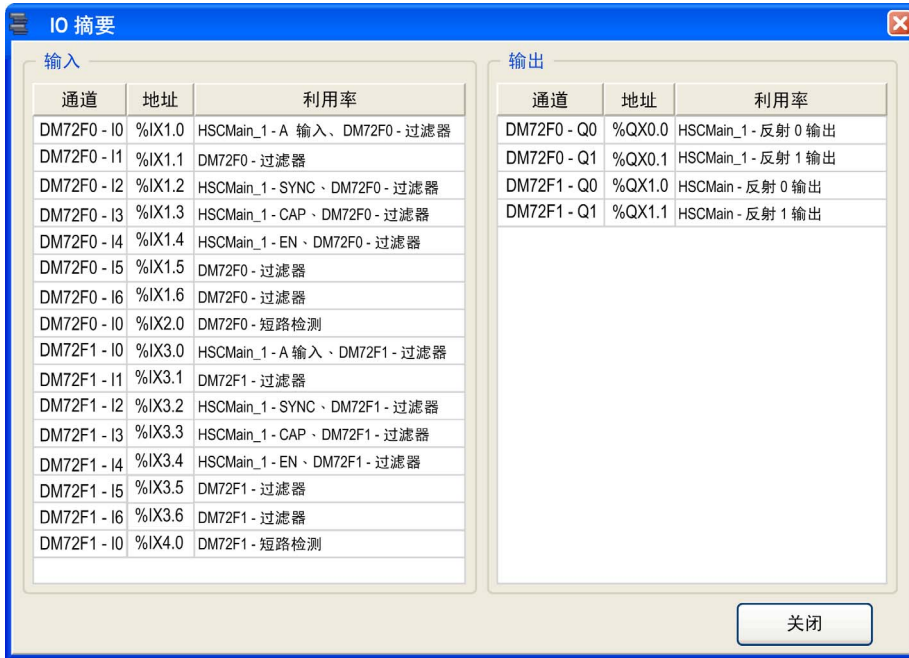 IO 摘要
输入
通道 地址 利用率
DM72F0 - I0 %IX1.0 HSCMain_1 - A 输入、DM72F0 - 过滤器
DM72F0 - I1 %IX1.1 DM72F0 - 过滤器
DM72F0 - I2 %IX1.2 HSCMain_1 - SYNC、DM72F0 - 过滤器
DM72F0 - I3 %IX1.3 HSCMain_1 - CAP、DM72F0 - 过滤器
DM72F0 - I4 %IX1.4 HSCMain_1 - EN、DM72F0 - 过滤器
DM72F0 - I5 %IX1.5 DM72F0 - 过滤器
DM72F0 - I6 %IX1.6 DM72F0 - 过滤器
DM72F0 - I0 %IX2.0 DM72F0 - 短路检测
DM72F1 - I0 %IX3.0 HSCMain_1 - A 输入、DM72F1 - 过滤器
DM72F1 - I1 %IX3.1 DM72F1 - 过滤器
DM72F1 - I2 %IX3.2 HSCMain_1 - SYNC、DM72F1 - 过滤器
DM72F1 - I3 %IX3.3 HSCMain_1 - CAP、DM72F1 - 过滤器
DM72F1 - I4 %IX3.4 HSCMain_1 - EN、DM72F1 - 过滤器
DM72F1 - I5 %IX3.5 DM72F1 - 过滤器
DM72F1 - I6 %IX3.6 DM72F1 - 过滤器
DM72F1 - I0 %IX4.0 DM72F1 - 短路检测
输出
通道 地址 利用率
DM72F0 - Q0 %QX0.0 HSCMain_1 - 反射 0 输出
DM72F0 - Q1 %QX0.1 HSCMain_1 - 反射 1 输出
DM72F1 - Q0 %QX1.0 HSCMain - 反射 0 输出
DM72F1 - Q1 %QX1.1 HSCMain - 反射 1 输出
关闭